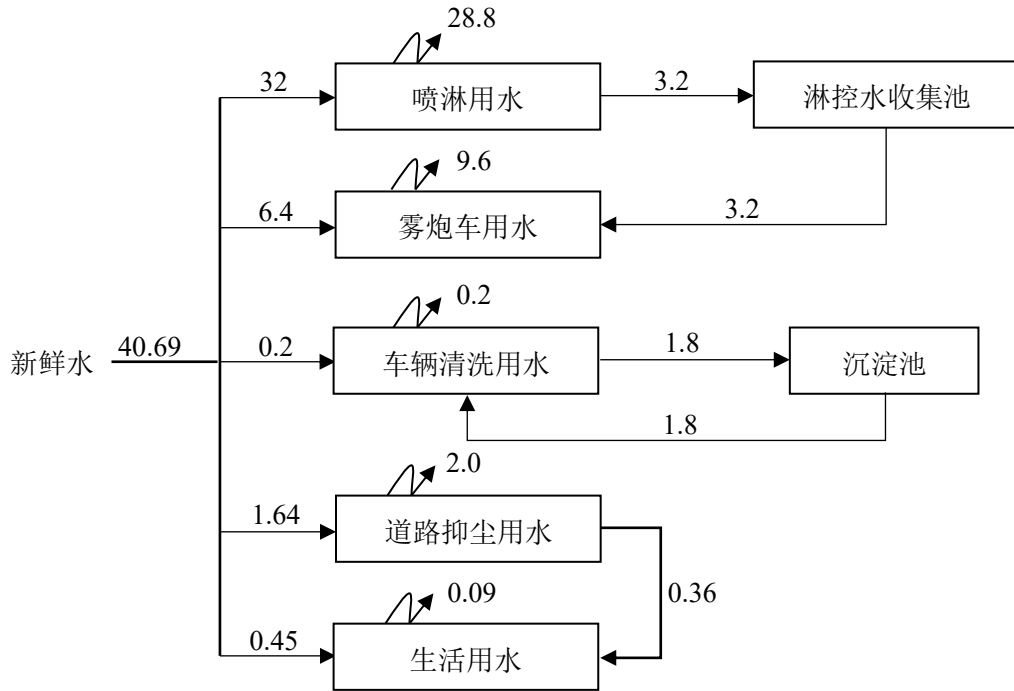 28.8
32
喷淋用水
3.2
淋控水收集池
9.6
6.4
雾炮车用水
3.2
0.2
新鲜水
40.69
0.2
车辆清洗用水
1.8
沉淀池
1.8
2.0
1.64
道路抑尘用水
0.36
0.09
0.45
生活用水